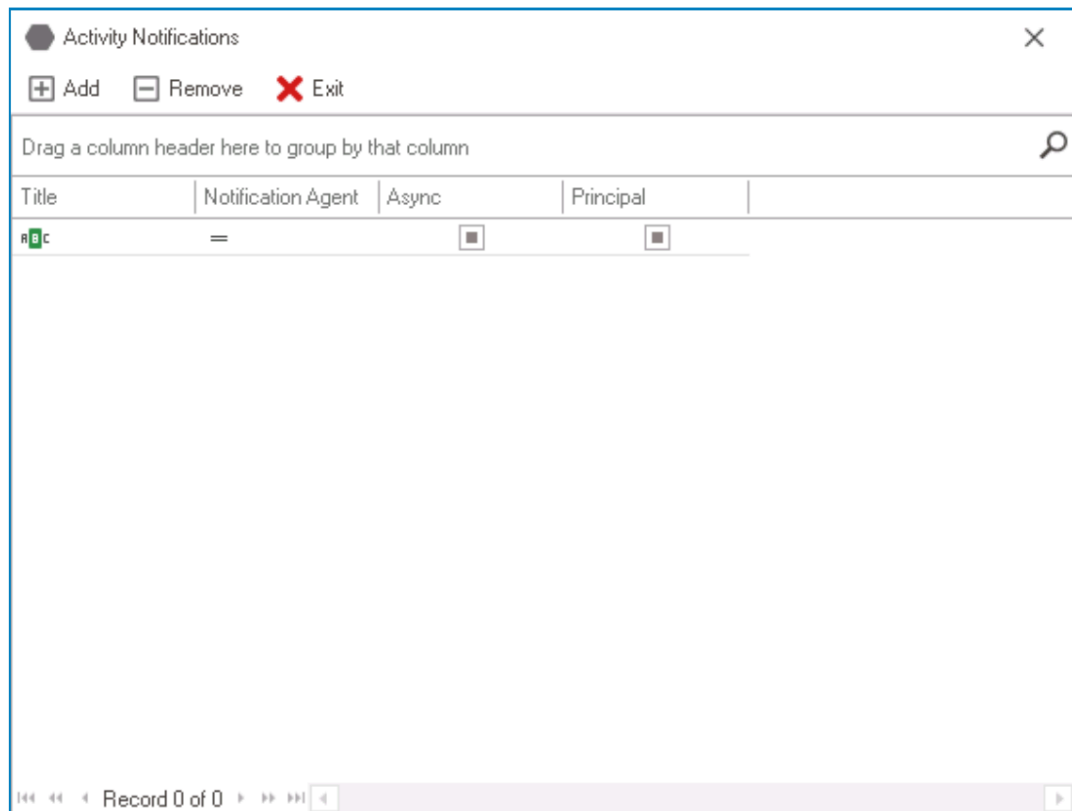 Activity Notifications
Add Remove Exit
Drag a column header here to group by that column
Title Notification Agent Async Principal
ABC =
Record 0 of 0